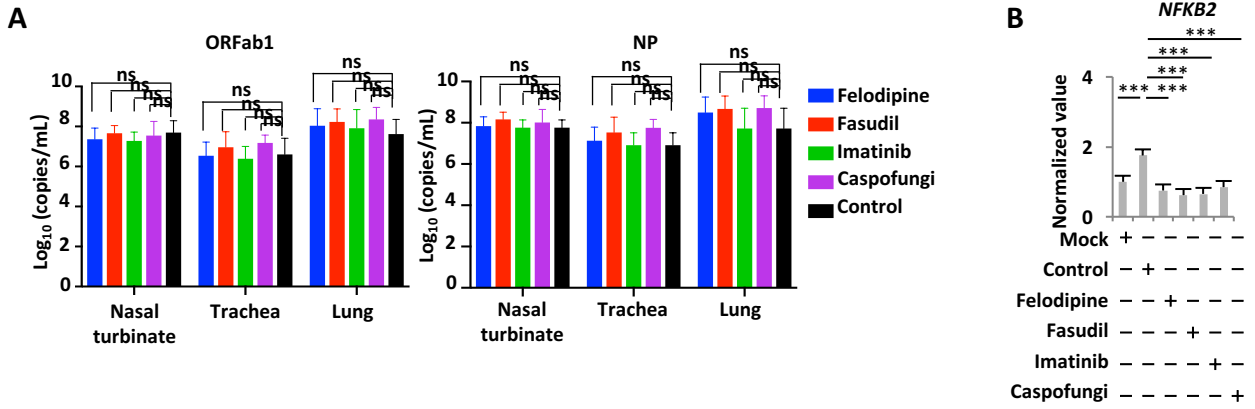 A
ORFab1
ns
ns
ns
ns
ns
ns
ns
ns
ns
ns
ns
ns
10
8
6
4
2
0
Log10 (copies/mL)
Nasal turbinate
Trachea
Lung
NP
ns
ns
ns
ns
ns
ns
ns
ns
ns
ns
ns
ns
10
8
6
4
2
0
Log10 (copies/mL)
Nasal turbinate
Trachea
Lung
Felodipine
Fasudil
Imatinib
Caspofungi
Control
B
NFKB2
***
***
***
*** ***
4
2
0
Normalized value
Mock + – – – – –
Control – + – – – –
Felodipine – – + – – –
Fasudil – – – + – –
Imatinib – – – – + –
Caspofungi – – – – – +